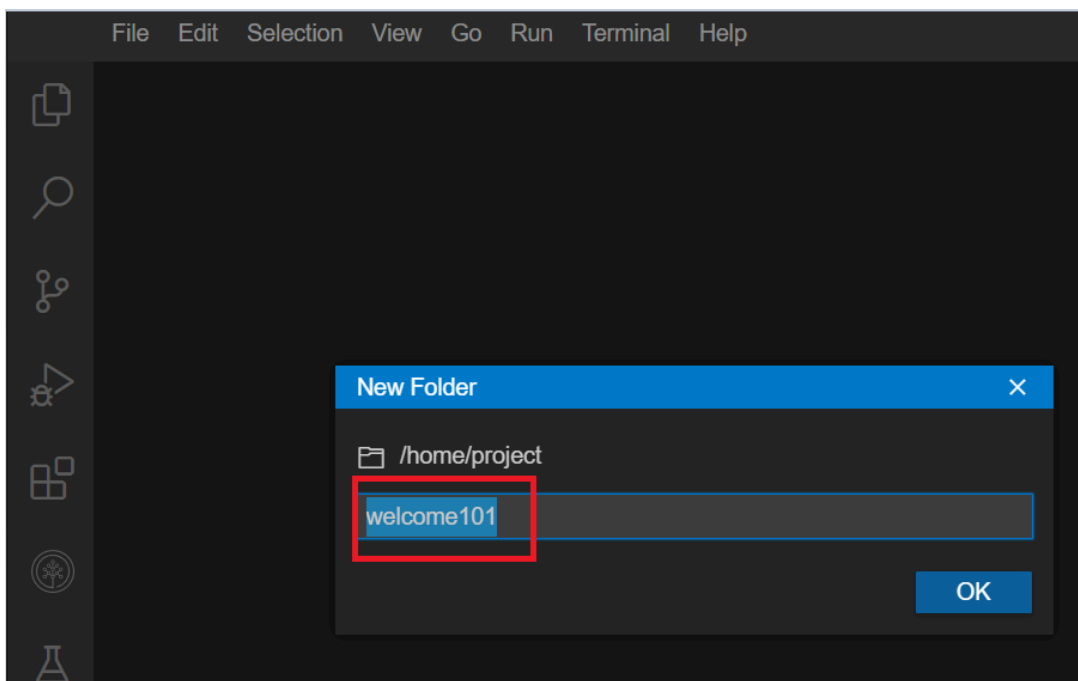 File Edit Selection View Go Run Terminal Help
New Folder
/home/project
welcome101
OK